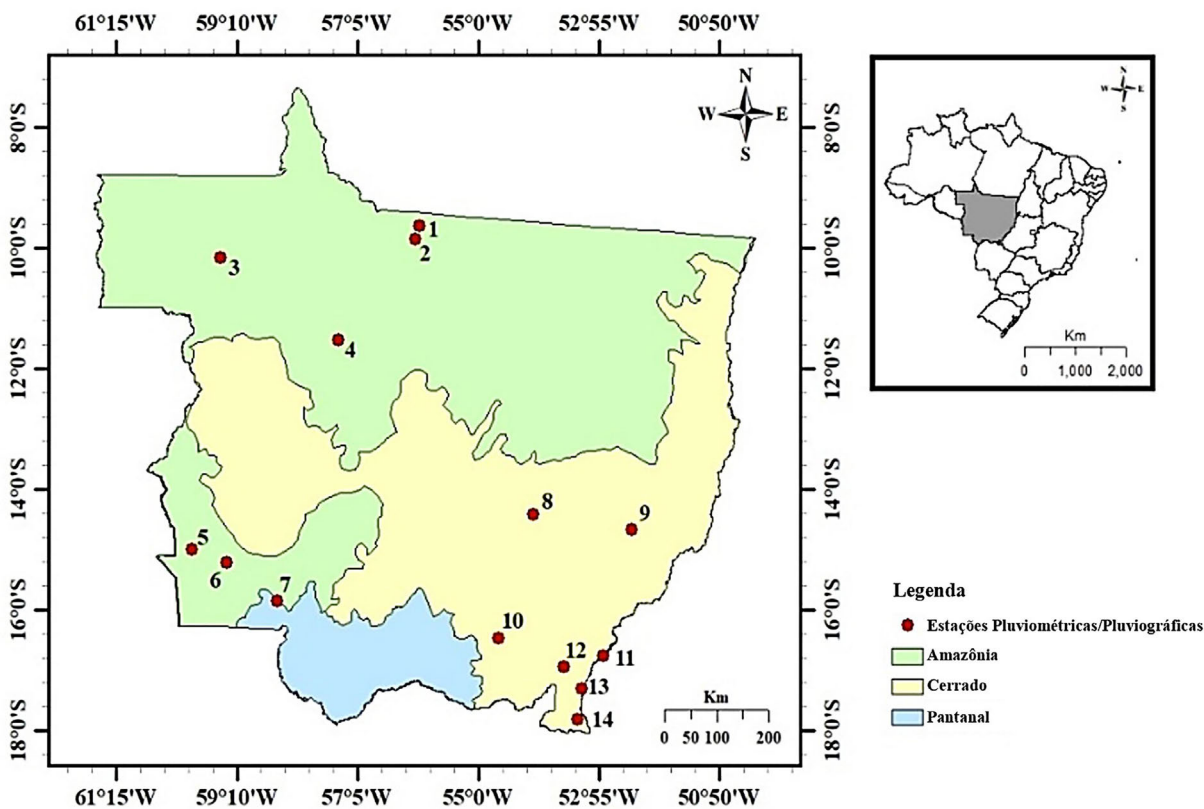 61°15'W 59°10'W 57°5'W 55°0'W 52°55'W 50°50'W
N
W E
S
8°0'S 8°0'S
1
2
10°0'S 10°0'S
3
4
12°0'S 12°0'S
14°0'S 14°0'S
8
9
5
6
7
16°0'S 16°0'S
10
12
11
13
14
18°0'S 18°0'S
Km
0 50 100 200
61°15'W 59°10'W 57°5'W 55°0'W 52°55'W 50°50'W
N
W E
S
Km
0 1,000 2,000
Legenda
Estações Pluviométricas/Pluviográficas
Amazônia
Cerrado
Pantanal